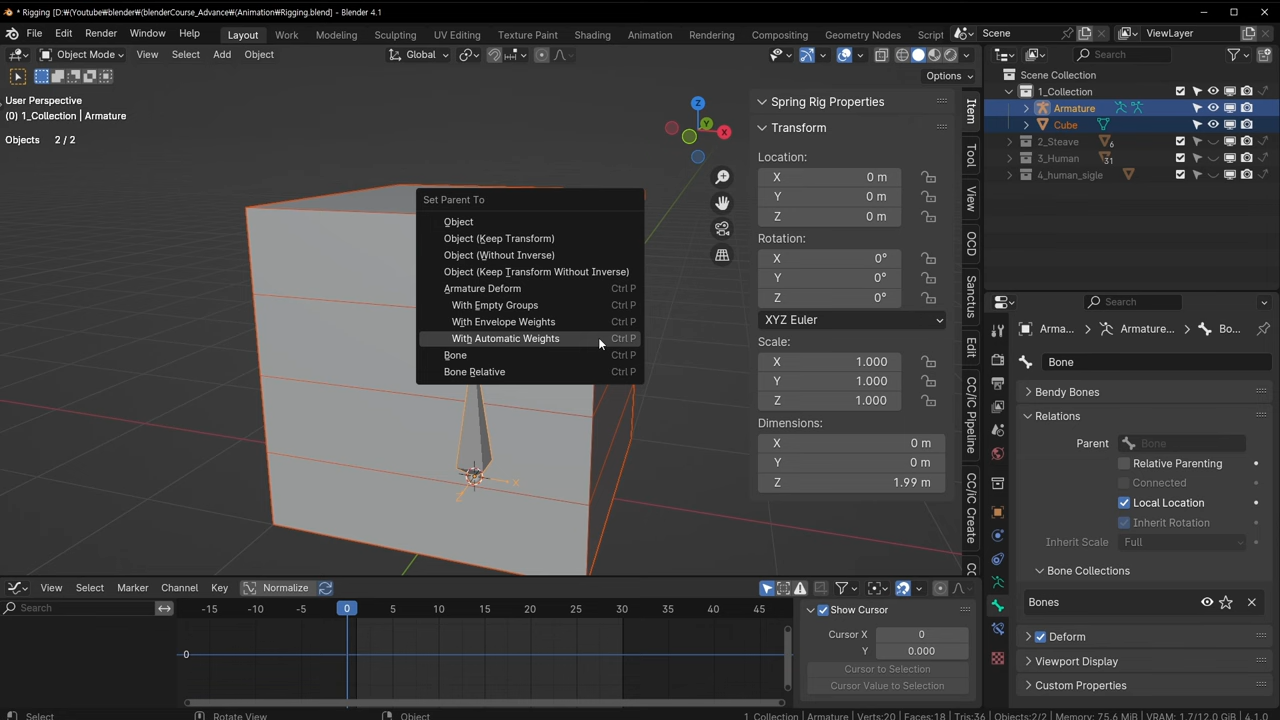 * Rigging [D:₩(Youtube₩blender₩(blenderCourse_Advance₩(Animation₩Rigging.blend] - Blender 4.1
File Edit Render Window Help
Layout Modeling Sculpting UV Editing Texture Paint Shading Animation Rigging Compositing Geometry Nodes Script
Scene
ViewLayer
Object Mode View Select Add Object
Global
Options
User Perspective
(0) 1_Collection | Armature
Objects 2 / 2
Z
Y
X
Set Parent To
Object
Object (Keep Transform)
Object (Without Inverse)
Object (Keep Transform Without Inverse)
Armature Deform Ctrl P
With Empty Groups Ctrl P
With Envelope Weights Ctrl P
With Automatic Weights Ctrl P
Bone Ctrl P
Bone Relative Ctrl P
X
Z
Spring Rig Properties
Transform
Location:
X 0 m
Y 0 m
Z 0 m
Rotation:
X 0°
Y 0°
Z 0°
XYZ Euler
Scale:
X 1.000
Y 1.000
Z 1.000
Dimensions:
X 0 m
Y 0 m
Z 1.99 m
Item
Tool
View
OCD
Sanctus
Edit
CC/iC Pipeline
CC/iC Create
CC
Search
Scene Collection
1_Collection
Armature
Cube
2_Steave 6
3_Human 31
4_human_sigle
Search
Arma... Armature... Bo...
Bone
Bendy Bones
Relations
Parent Bone
Relative Parenting
Connected
Local Location
Inherit Rotation
Inherit Scale Full
Bone Collections
Bones
Deform
Viewport Display
Custom Properties
View Select Marker Channel Key Normalize
Search
-15 -10 -5 0 5 10 15 20 25 30 35 40 45
0
Show Cursor
Cursor X 0
Y 0.000
Cursor to Selection
Cursor Value to Selection
Select Rotate View Object
1_Collection | Armature | Verts:20 | Faces:18 | Tris:36 | Objects:2/2 | Memory: 75.6 MiB | VRAM: 1.7/12.0 GiB | 4.1.0